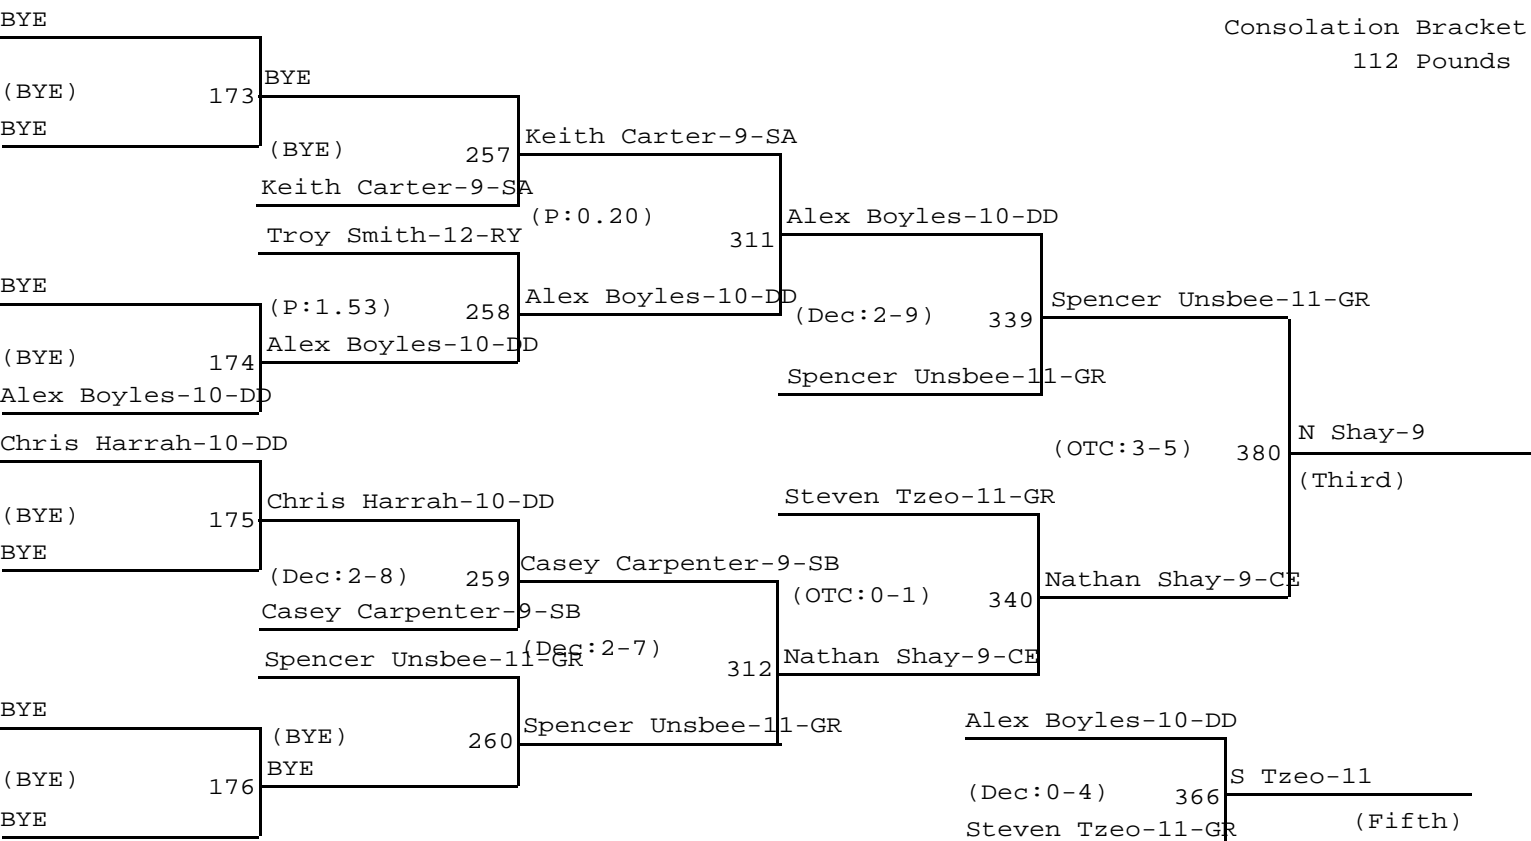 BYE
Consolation Bracket
112 Pounds
BYE
(BYE) 173
BYE
Keith Carter-9-SA
(BYE) 257
Keith Carter-9-SA
(P:0.20)
Alex Boyles-10-DD
Troy Smith-12-RY
311
BYE
(P:1.53) 258
Alex Boyles-10-DD
(Dec:2-9) 339
Spencer Unsbee-11-GR
Alex Boyles-10-DD
(BYE) 174
Spencer Unsbee-11-GR
Alex Boyles-10-DD
Chris Harrah-10-DD
(OTC:3-5) 380
N Shay-9
(Third)
Chris Harrah-10-DD
Steven Tzeo-11-GR
(BYE) 175
BYE
(Dec:2-8) 259
Casey Carpenter-9-SB
(OTC:0-1) 340
Nathan Shay-9-CE
Casey Carpenter-9-SB
(Dec:2-7)
Spencer Unsbee-11-GR
312
Nathan Shay-9-CE
BYE
(BYE) 260
Spencer Unsbee-11-GR
Alex Boyles-10-DD
BYE
(BYE) 176
S Tzeo-11
(Dec:0-4) 366
BYE
Steven Tzeo-11-GR
(Fifth)